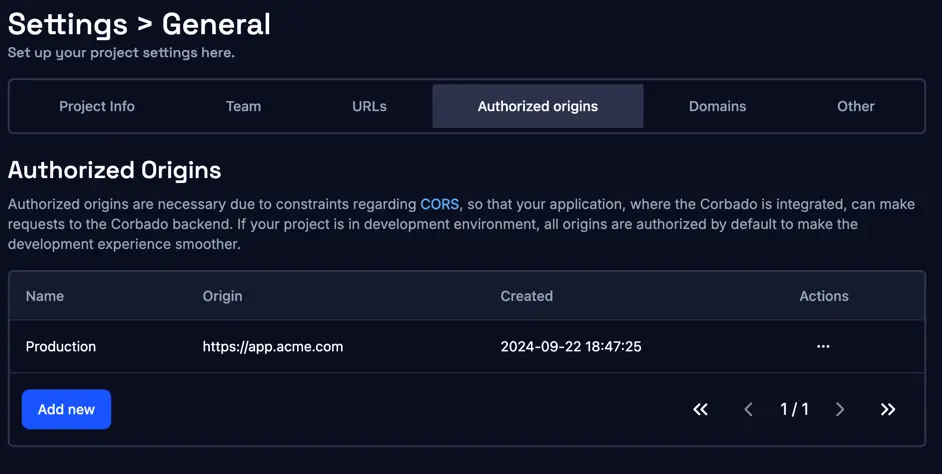 Settings > General
Set up your project settings here.
Project Info Team URLs Authorized origins Domains Other
Authorized Origins
Authorized origins are necessary due to constraints regarding CORS, so that your application, where the Corbado is integrated, can make
requests to the Corbado backend. If your project is in development environment, all origins are authorized by default to make the
development experience smoother.
Name Origin Created Actions
Production https://app.acme.com 2024-09-22 18:47:25 ···
Add new « ‹ 1 / 1 › »